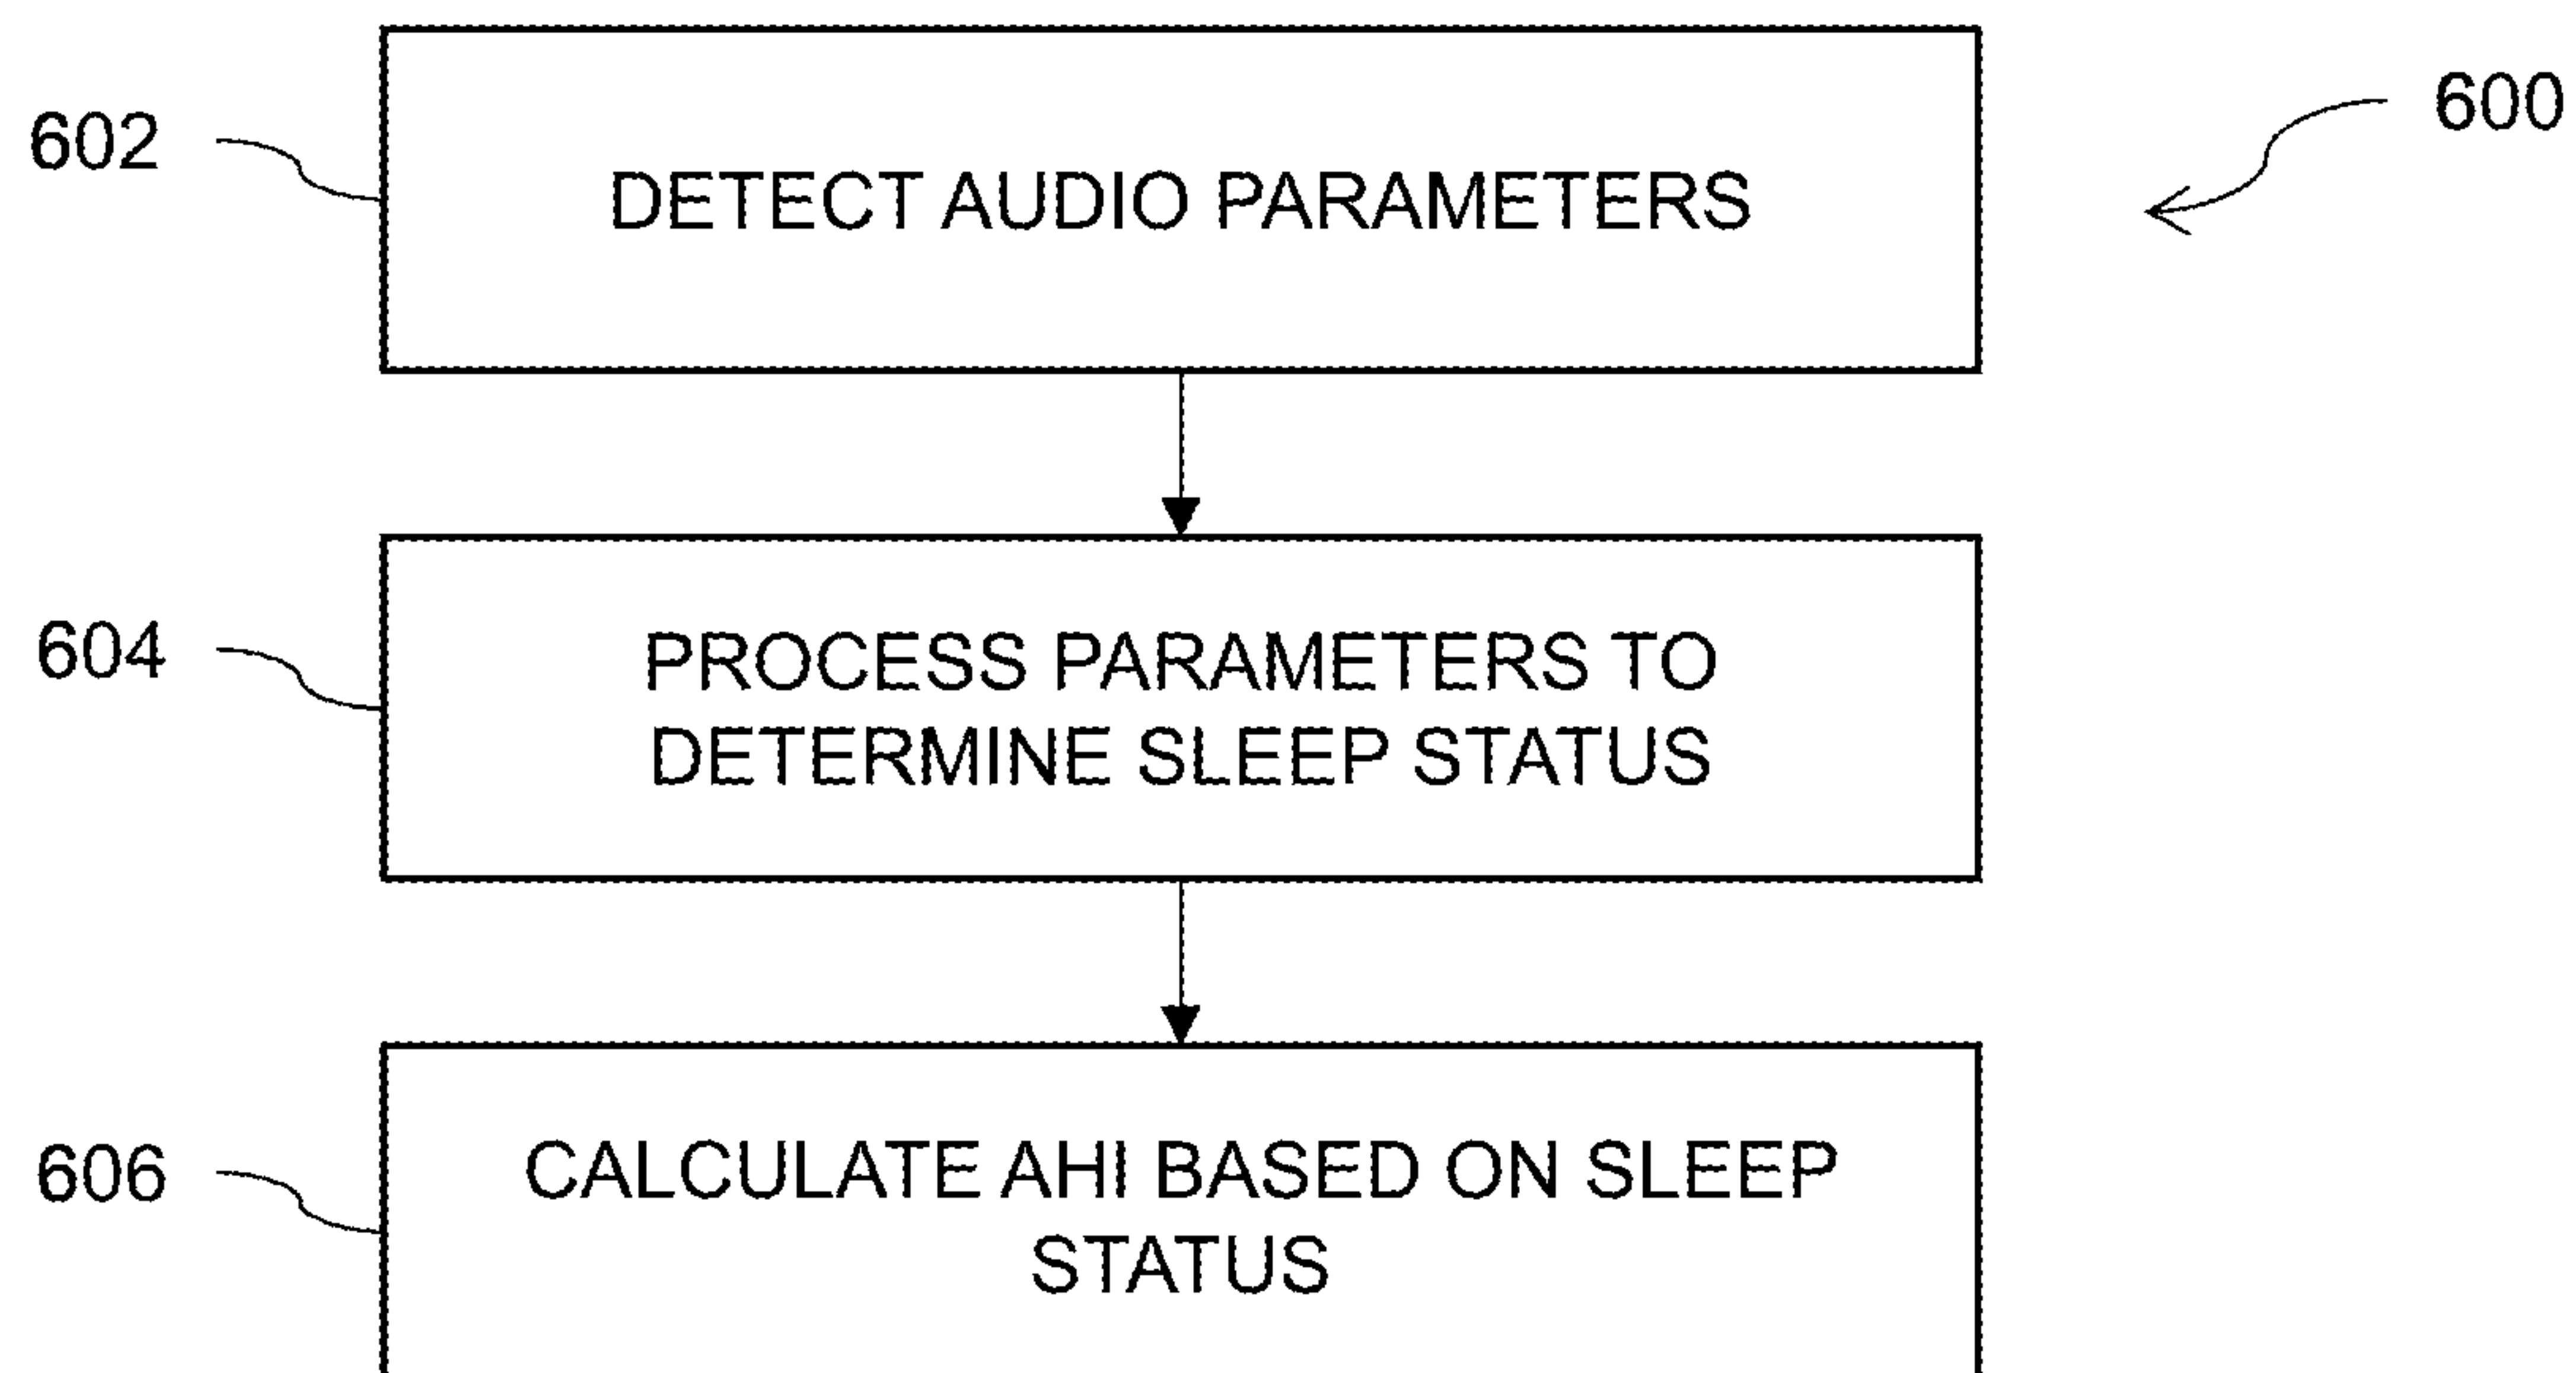 600
602
DETECT AUDIO PARAMETERS
604
PROCESS PARAMETERS TO
DETERMINE SLEEP STATUS
606
CALCULATE AHI BASED ON SLEEP
STATUS